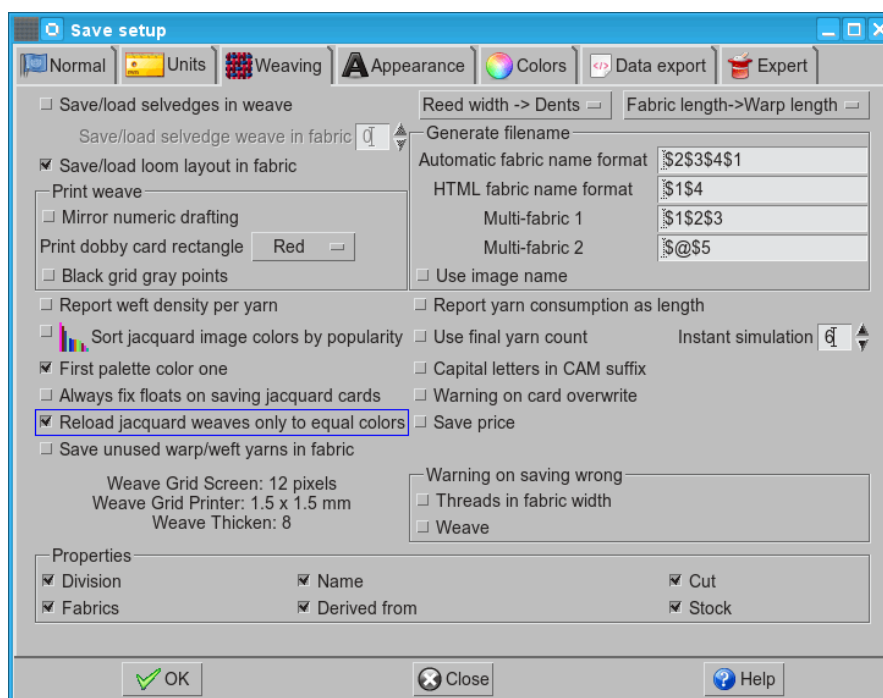 Save setup
Normal
Units
Weaving
Appearance
Colors
Data export
Expert
Save/load selvedges in weave
Save/load selvedge weave in fabric 0
Save/load loom layout in fabric
Print weave
Mirror numeric drafting
Print dobby card rectangle Red
Black grid gray points
Reed width -> Dents
Fabric length->Warp length
Generate filename
Automatic fabric name format $2$3$4$1
HTML fabric name format $1$4
Multi-fabric 1 $1$2$3
Multi-fabric 2 $@$5
Use image name
Report weft density per yarn
Sort jacquard image colors by popularity
First palette color one
Always fix floats on saving jacquard cards
Reload jacquard weaves only to equal colors
Save unused warp/weft yarns in fabric
Report yarn consumption as length
Use final yarn count
Instant simulation 6
Capital letters in CAM suffix
Warning on card overwrite
Save price
Weave Grid Screen: 12 pixels
Weave Grid Printer: 1.5 x 1.5 mm
Weave Thicken: 8
Warning on saving wrong
Threads in fabric width
Weave
Properties
Division
Name
Cut
Fabrics
Derived from
Stock
OK
Close
Help